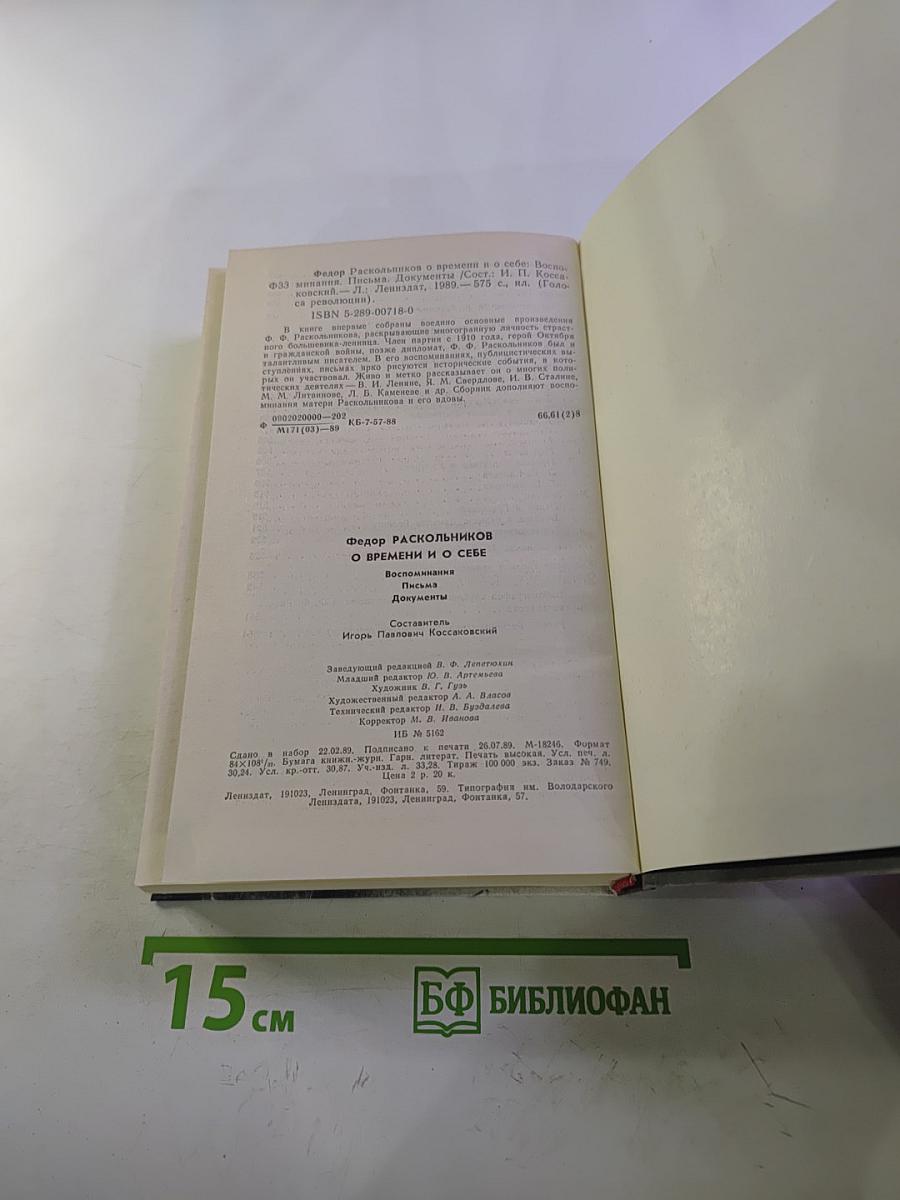 Федор Раскольников о времени и о себе: Воспо-
Ф33 минания. Письма. Документы /Сост.: И. П. Косса-
ковский.— Л.: Лениздат, 1989.— 575 с., ил. (Голо-
са революции).
ISBN 5-289-00718-0
В книге впервые собраны воедино основные произведения
Ф. Ф. Раскольникова, раскрывающие многогранную личность страст-
ного большевика-ленинца. Член партии с 1910 года, герой Октября
и гражданской войны, позже дипломат, Ф. Ф. Раскольников был и
талантливым писателем. В его воспоминаниях, публицистических вы-
ступлениях, письмах ярко рисуются исторические события, в кото-
рых он участвовал. Живо и метко рассказывает он о многих поли-
тических деятелях — В. И. Ленине, Я. М. Свердлове, И. В. Сталине,
М. М. Литвинове, Л. Б. Каменеве и др. Сборник дополняют воспо-
минания матери Раскольникова и его вдовы.
Ф 0902020000—202 / М171(03)—89 КБ-7-57-88 66,61(2)8
Федор РАСКОЛЬНИКОВ
О ВРЕМЕНИ И О СЕБЕ
Воспоминания
Письма
Документы
Составитель
Игорь Павлович Коссаковский
Заведующий редакцией В. Ф. Лепетюхин
Младший редактор Ю. В. Артемьева
Художник В. Г. Гузь
Художественный редактор А. А. Власов
Технический редактор И. В. Буздалева
Корректор М. В. Иванова
ИБ № 5162
Сдано в набор 22.02.89. Подписано к печати 26.07.89. М-18246. Формат
84×108¹/₃₂. Бумага книжн.-журн. Гарн. литерат. Печать высокая. Усл. печ. л.
30,24. Усл. кр.-отт. 30,87. Уч.-изд. л. 33,28. Тираж 100 000 экз. Заказ № 749.
Цена 2 р. 20 к.
Лениздат, 191023, Ленинград, Фонтанка, 59. Типография им. Володарского
Лениздата, 191023, Ленинград, Фонтанка, 57.
15 см
БФ БИБЛИОФАН